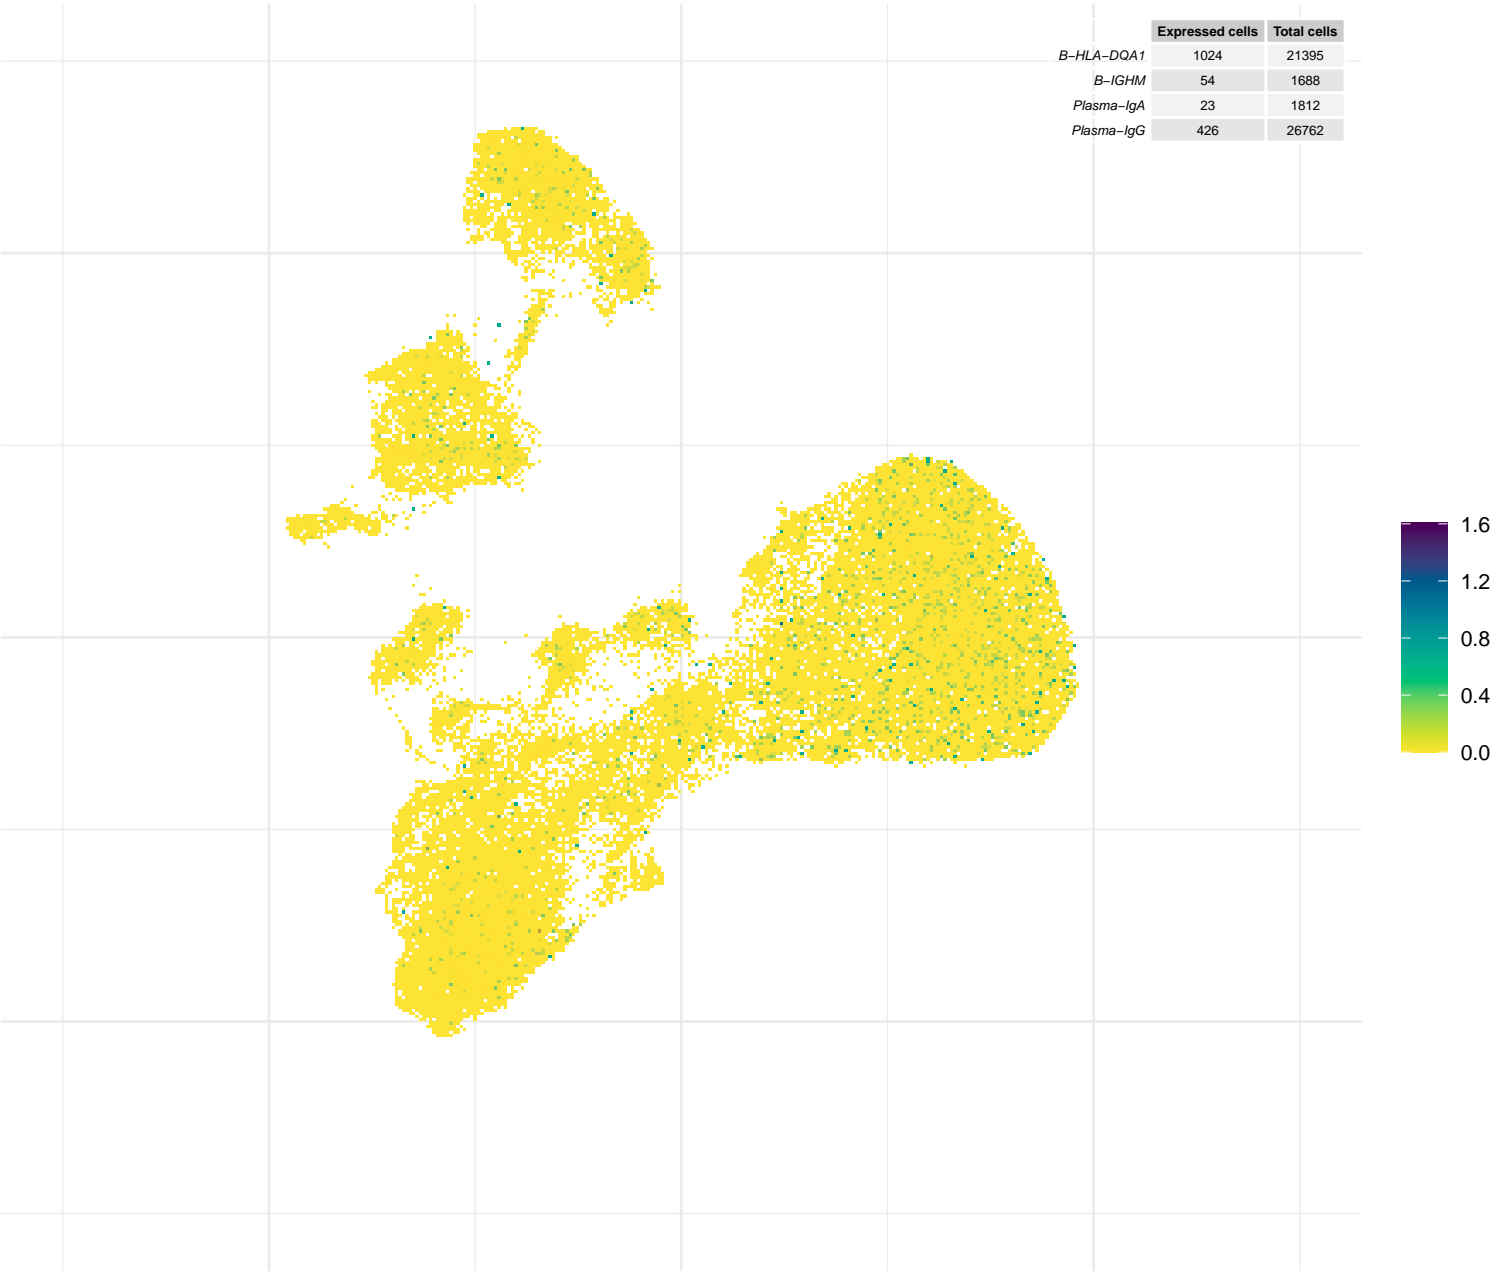 Expressed cells Total cells
B−HLA−DQA1 1024 21395
B−IGHM 54 1688
Plasma−IgA 23 1812
Plasma−IgG 426 26762
1.6
1.2
0.8
0.4
0.0